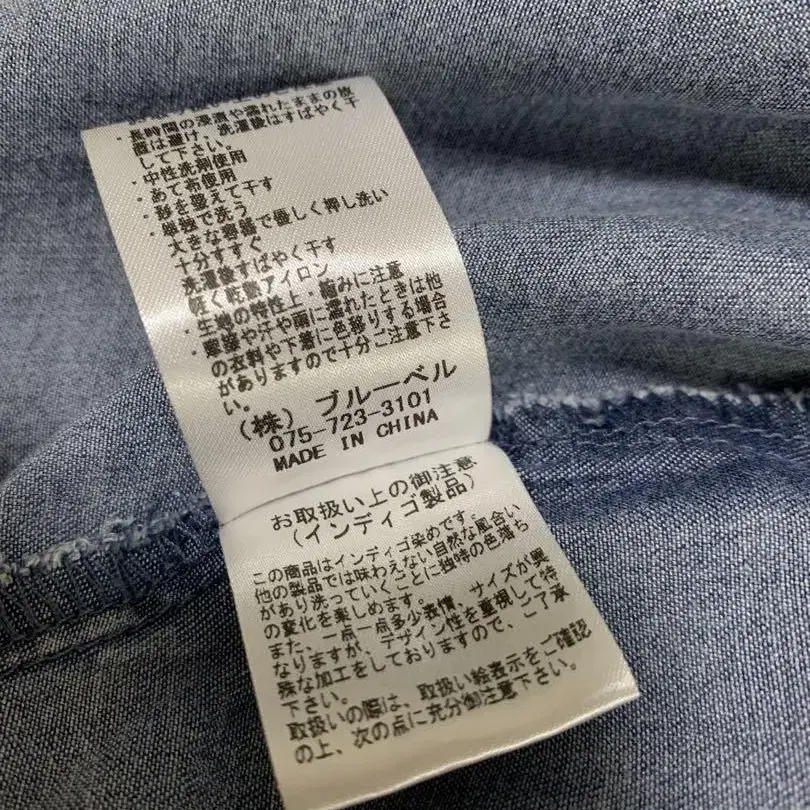 ・長時間の浸漬や濡れたままの放
置は避け、洗濯後はすばやく干
して下さい。
・中性洗剤使用
・あて布使用
・形を整えて干す
・単独で洗う
大きな容器で優しく押し洗い
十分すすぐ
洗濯後すばやく干す
軽く乾熱アイロン
・生地の特性上・縮みに注意
・摩擦や汗や雨に濡れたときは他
の衣料や下着に色移りする場合
がありますので十分ご注意下さ
い。
(株) ブルーベル
075-723-3101
MADE IN CHINA
お取扱い上の御注意
(インディゴ製品)
この商品はインディゴ染めです。
他の製品では味わえない自然な風合い
があり洗っていくごとに独特の色落ち
の変化を楽しめます。
また、一点一点多少表情、サイズが異
なりますが、デザイン性を重視して特
殊な加工をしておりますので、ご了承
下さい。
取扱いの際は、取扱い絵表示をご確認
の上、次の点に充分御注意下さい。